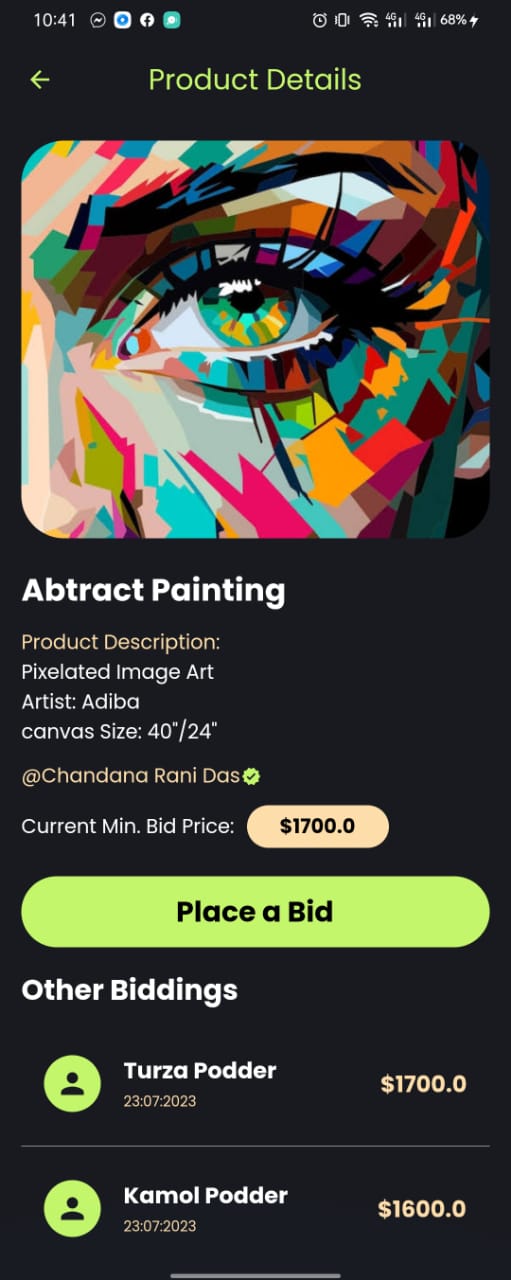 10:41
4G
4G
68%
Product Details
Abtract Painting
Product Description:
Pixelated Image Art
Artist: Adiba
canvas Size: 40"/24"
@Chandana Rani Das
Current Min. Bid Price: $1700.0
Place a Bid
Other Biddings
Turza Podder
23:07:2023
$1700.0
Kamol Podder
23:07:2023
$1600.0